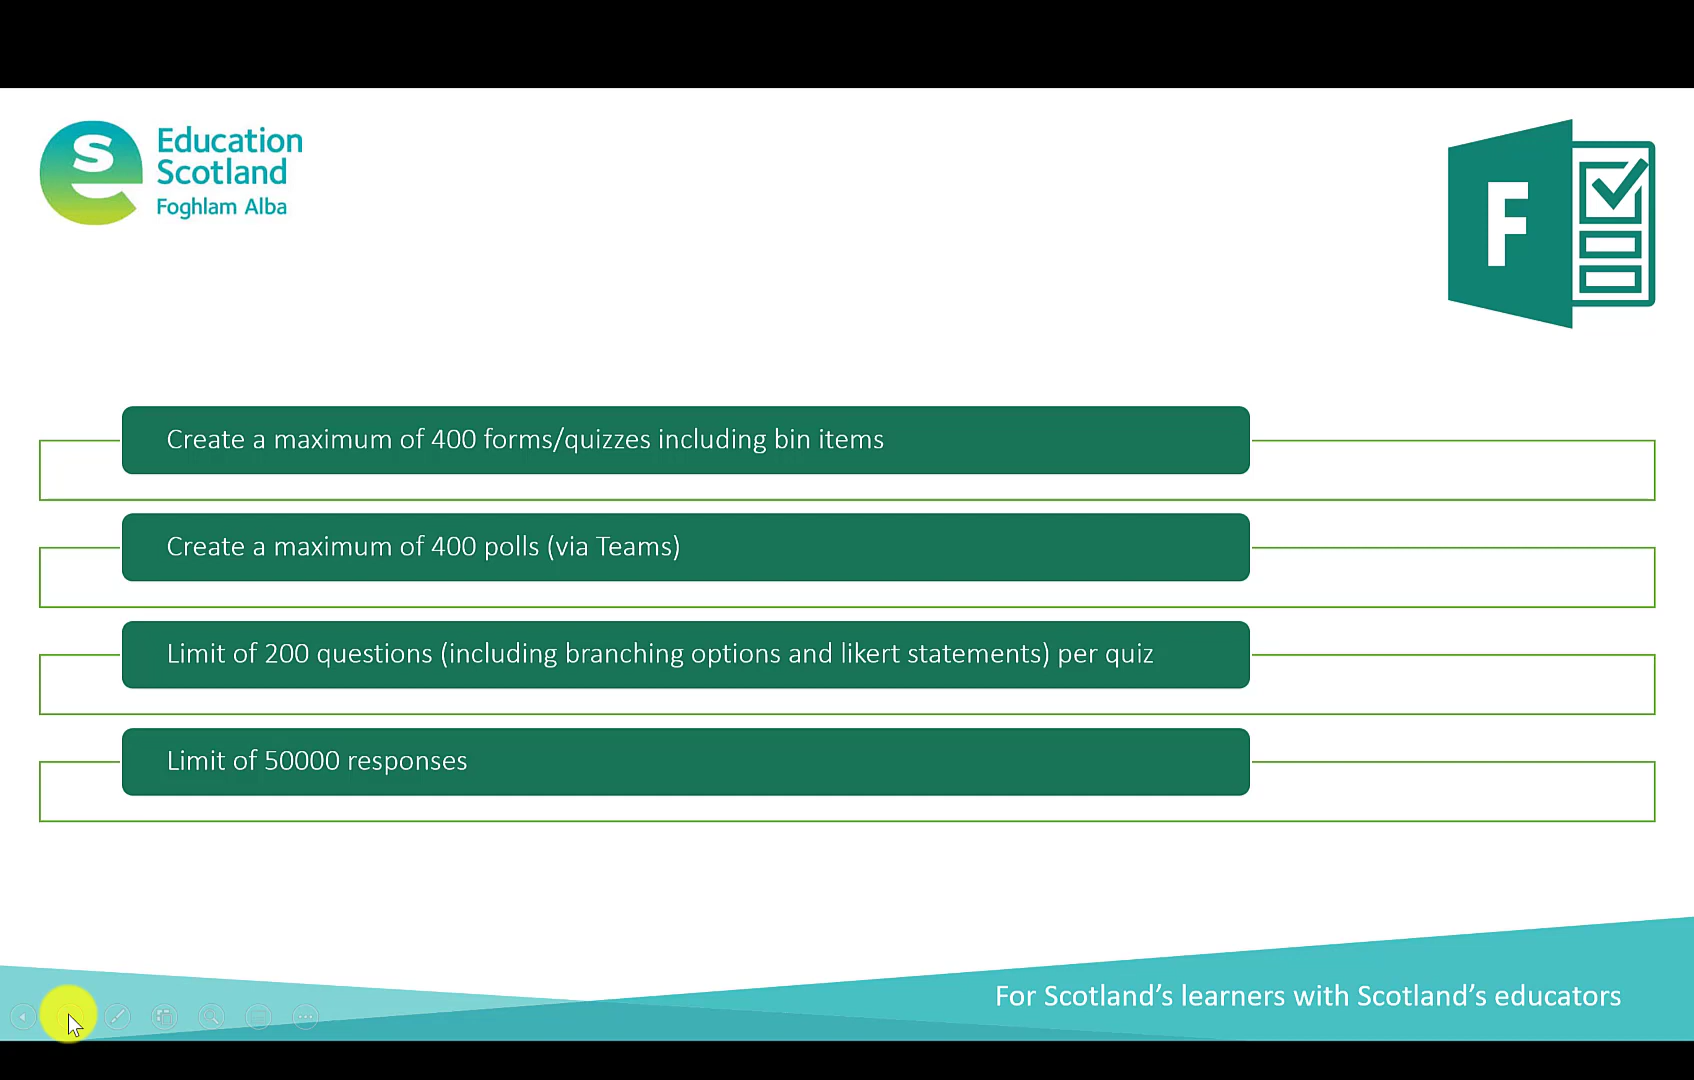 Education
Scotland
Foghlam Alba
F
Create a maximum of 400 forms/quizzes including bin items
Create a maximum of 400 polls (via Teams)
Limit of 200 questions (including branching options and likert statements) per quiz
Limit of 50000 responses
For Scotland’s learners with Scotland’s educators